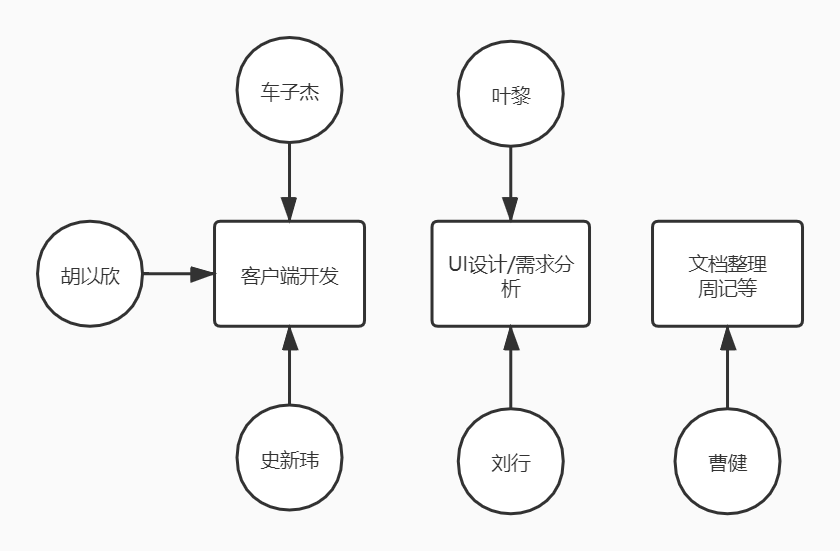 车子杰
叶黎
胡以欣
客户端开发
UI设计/需求分
析
文档整理
周记等
史新玮
刘行
曹健